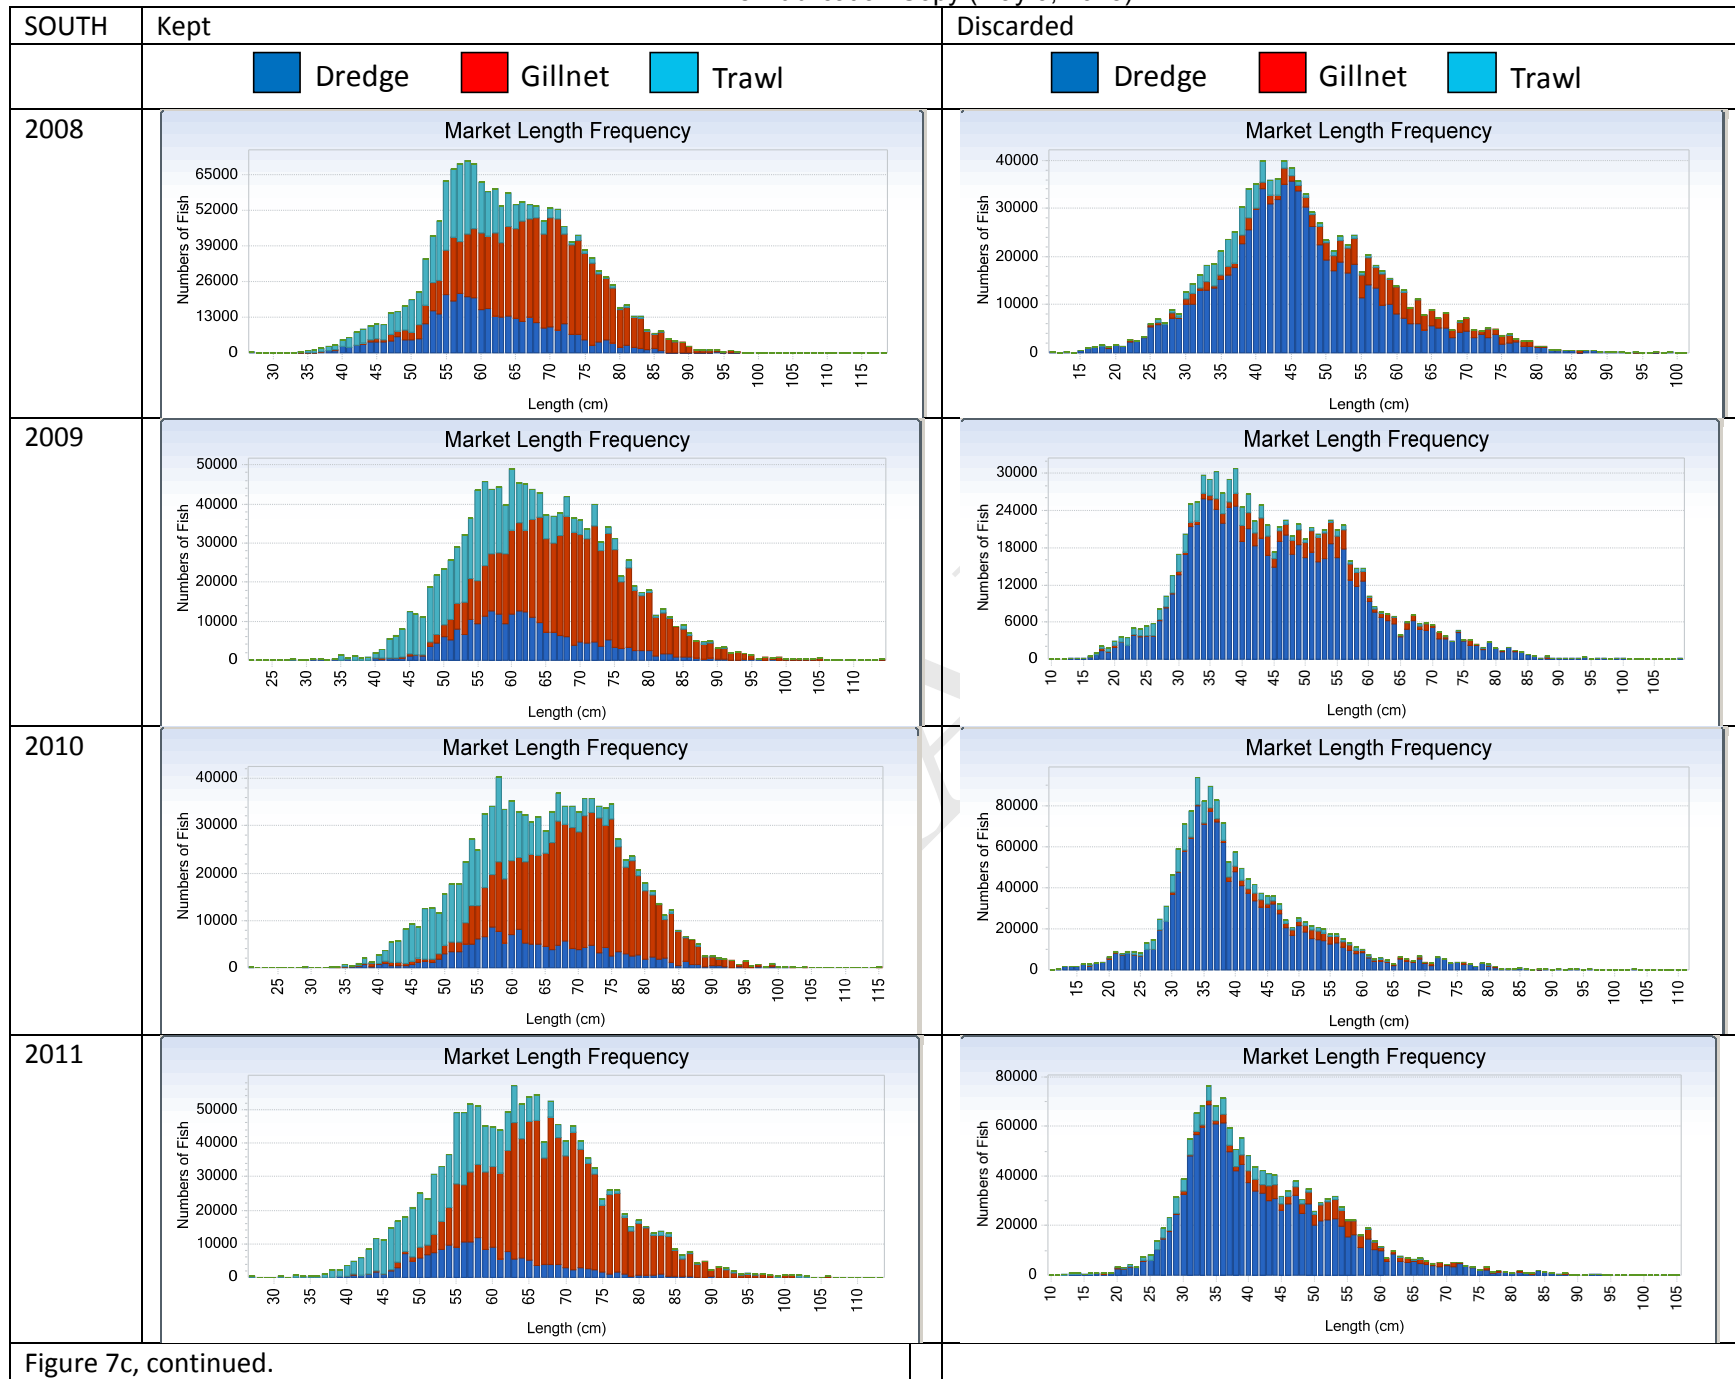 SOUTH Kept Discarded
Dredge Gillnet Trawl Dredge Gillnet Trawl
2008
Market Length Frequency
Numbers of Fish
65000
52000
39000
26000
13000
0
30 35 40 45 50 55 60 65 70 75 80 85 90 95 100 105 110 115
Length (cm)
Market Length Frequency
Numbers of Fish
40000
30000
20000
10000
0
15 20 25 30 35 40 45 50 55 60 65 70 75 80 85 90 95 100
Length (cm)
2009
Market Length Frequency
Numbers of Fish
50000
40000
30000
20000
10000
0
25 30 35 40 45 50 55 60 65 70 75 80 85 90 95 100 105 110
Length (cm)
Market Length Frequency
Numbers of Fish
30000
24000
18000
12000
6000
0
10 15 20 25 30 35 40 45 50 55 60 65 70 75 80 85 90 95 100 105
Length (cm)
2010
Market Length Frequency
Numbers of Fish
40000
30000
20000
10000
0
25 30 35 40 45 50 55 60 65 70 75 80 85 90 95 100 105 110 115
Length (cm)
Market Length Frequency
Numbers of Fish
80000
60000
40000
20000
0
15 20 25 30 35 40 45 50 55 60 65 70 75 80 85 90 95 100 105 110
Length (cm)
2011
Market Length Frequency
Numbers of Fish
50000
40000
30000
20000
10000
0
30 35 40 45 50 55 60 65 70 75 80 85 90 95 100 105 110
Length (cm)
Market Length Frequency
Numbers of Fish
80000
60000
40000
20000
0
10 15 20 25 30 35 40 45 50 55 60 65 70 75 80 85 90 95 100 105
Length (cm)
Figure 7c, continued.